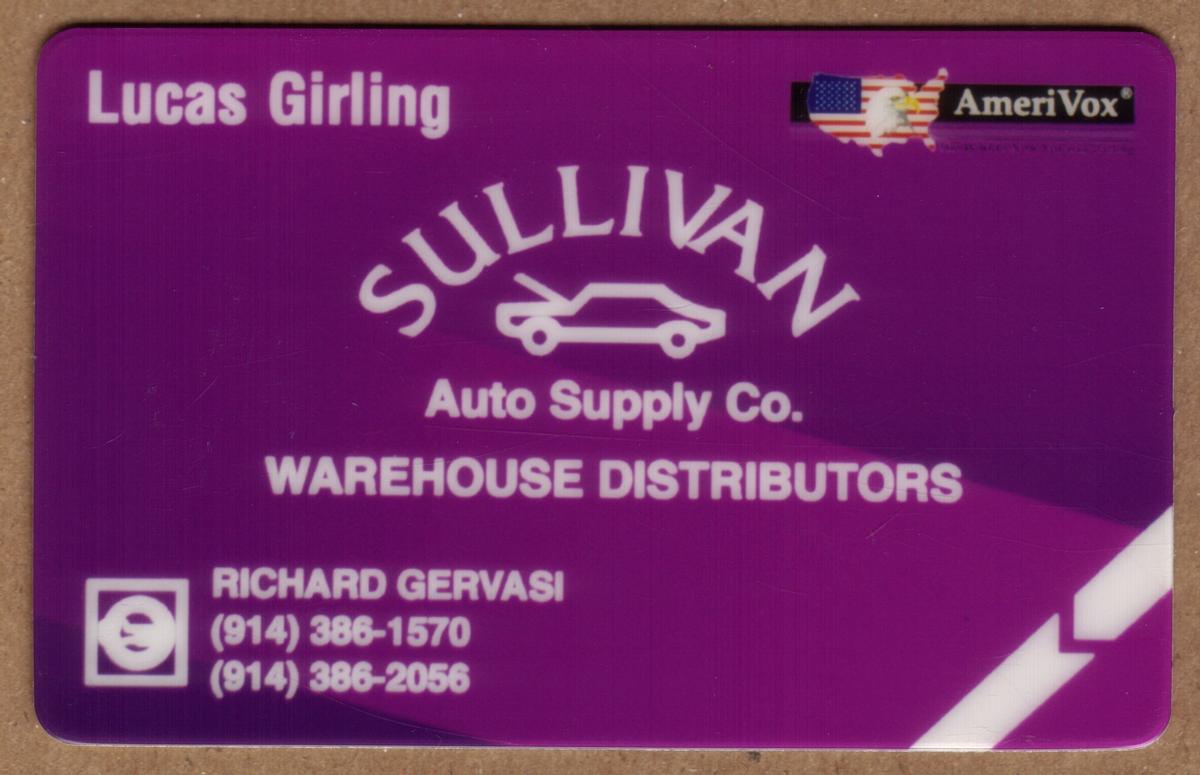 Lucas Girling
AmeriVox®
SULLIVAN
Auto Supply Co.
WAREHOUSE DISTRIBUTORS
RICHARD GERVASI
(914) 386-1570
(914) 386-2056